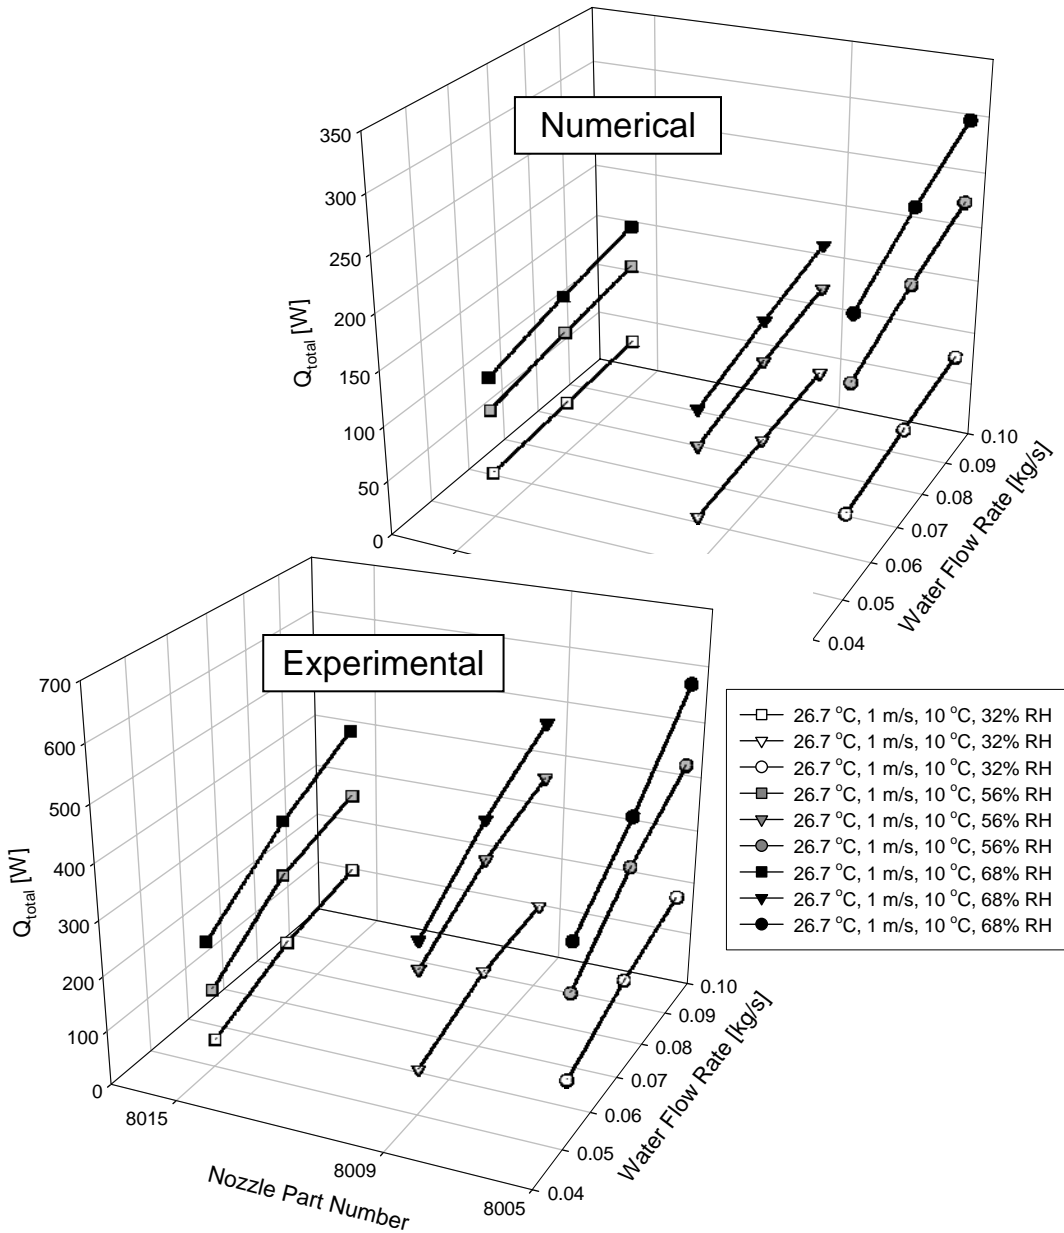 Numerical
350
300
250
200
150
100
50
0
Q_total [W]
0.10
0.09
0.08
0.07
0.06
0.05
0.04
Water Flow Rate [kg/s]
Experimental
700
600
500
400
300
200
100
0
Q_total [W]
26.7 °C, 1 m/s, 10 °C, 32% RH
26.7 °C, 1 m/s, 10 °C, 32% RH
26.7 °C, 1 m/s, 10 °C, 32% RH
26.7 °C, 1 m/s, 10 °C, 56% RH
26.7 °C, 1 m/s, 10 °C, 56% RH
26.7 °C, 1 m/s, 10 °C, 56% RH
26.7 °C, 1 m/s, 10 °C, 68% RH
26.7 °C, 1 m/s, 10 °C, 68% RH
26.7 °C, 1 m/s, 10 °C, 68% RH
0.10
0.09
0.08
0.07
0.06
0.05
0.04
Water Flow Rate [kg/s]
8015
8009
8005
Nozzle Part Number